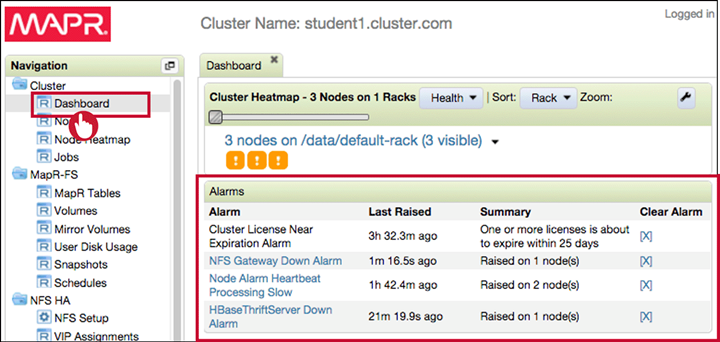 MAPR.
Cluster Name: student1.cluster.com
Logged in
Navigation
Cluster
Dashboard
Node Heatmap
Jobs
MapR-FS
MapR Tables
Volumes
Mirror Volumes
User Disk Usage
Snapshots
Schedules
NFS HA
NFS Setup
VIP Assignments
Dashboard
Cluster Heatmap - 3 Nodes on 1 Racks Health | Sort: Rack Zoom:
3 nodes on /data/default-rack (3 visible)
! ! !
Alarms
Alarm Last Raised Summary Clear Alarm
Cluster License Near Expiration Alarm 3h 32.3m ago One or more licenses is about to expire within 25 days [X]
NFS Gateway Down Alarm 1m 16.5s ago Raised on 1 node(s) [X]
Node Alarm Heartbeat Processing Slow 1h 42.4m ago Raised on 2 node(s) [X]
HBaseThriftServer Down Alarm 21m 19.9s ago Raised on 1 node(s) [X]